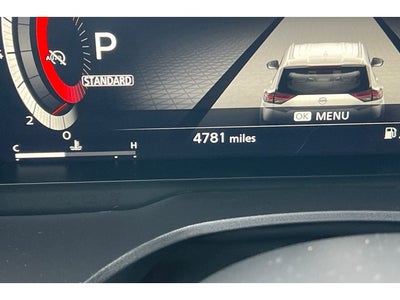 AUTO
P
STANDARD
2
0
OK MENU
4781 miles
C H